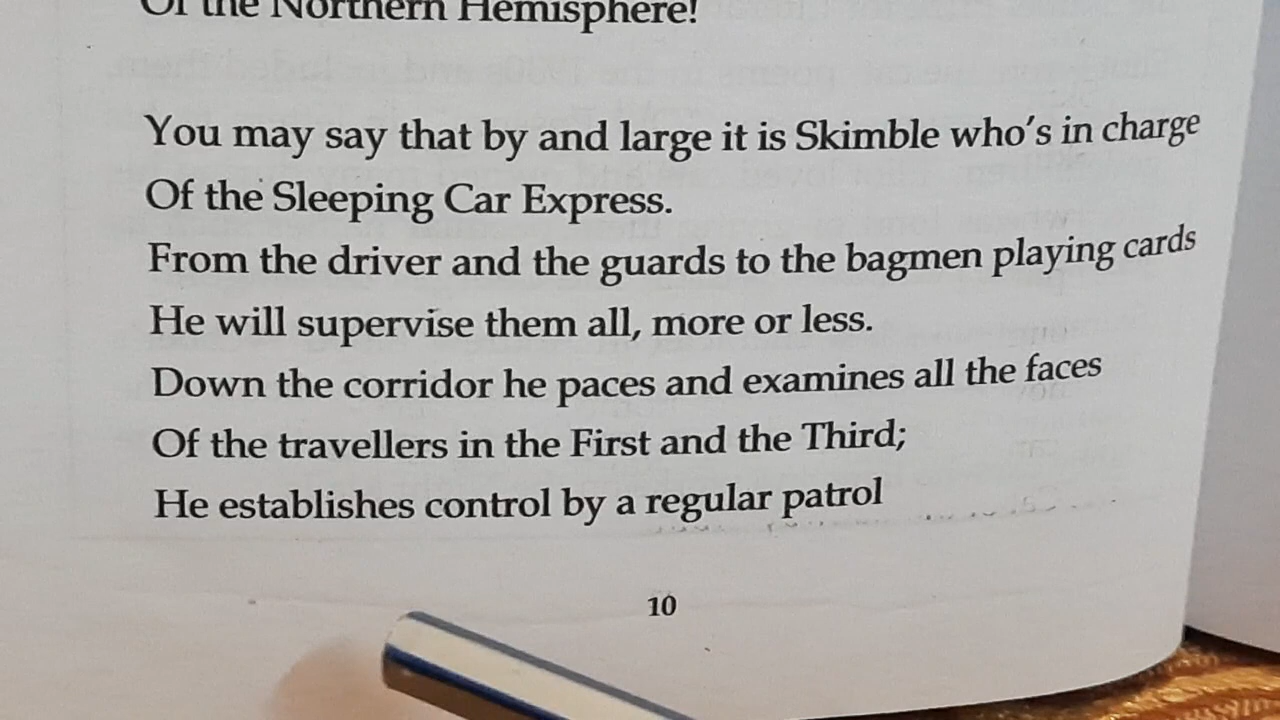 Of the Northern Hemisphere!
You may say that by and large it is Skimble who's in charge
Of the Sleeping Car Express.
From the driver and the guards to the bagmen playing cards
He will supervise them all, more or less.
Down the corridor he paces and examines all the faces
Of the travellers in the First and the Third;
He establishes control by a regular patrol
10